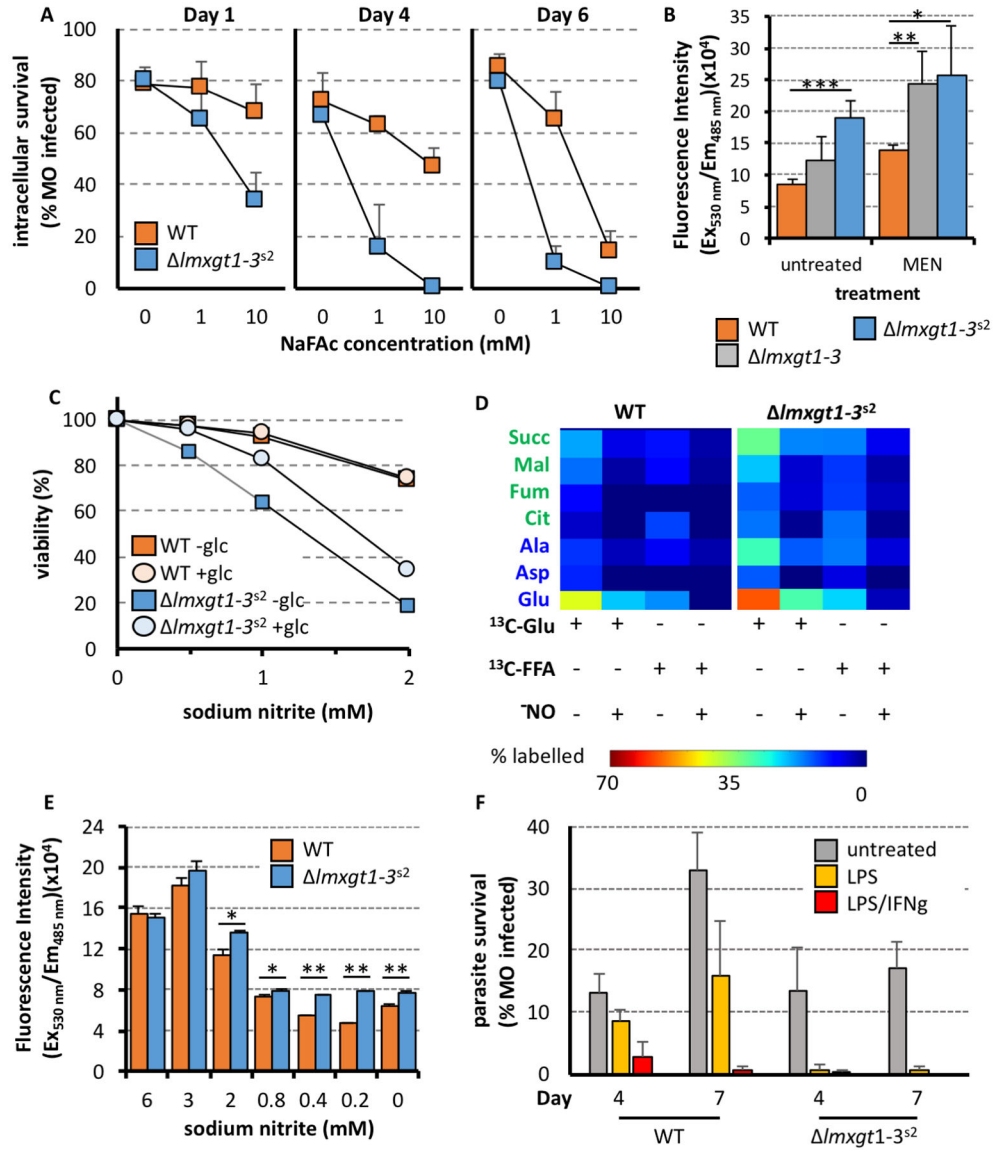 A
Day 1 Day 4 Day 6
intracellular survival
(% MO infected)
100
80
60
40
20
0
WT
Δlmxgt1-3ˢ²
0 1 10 0 1 10 0 1 10
NaFAc concentration (mM)
B
Fluorescence Intensity
(Ex₅₃₀ ₙₘ/Em₄₈₅ ₙₘ)(x10⁴)
35
30
25
20
15
10
5
0
***
**
*
untreated MEN
treatment
WT
Δlmxgt1-3
Δlmxgt1-3ˢ²
C
viability (%)
100
80
60
40
20
0
WT -glc
WT +glc
Δlmxgt1-3ˢ² -glc
Δlmxgt1-3ˢ² +glc
0 1 2
sodium nitrite (mM)
D
WT Δlmxgt1-3ˢ²
Succ
Mal
Fum
Cit
Ala
Asp
Glu
¹³C-Glu + + - - + + - -
¹³C-FFA - - + + - - + +
⁻NO - + - + - + - +
% labelled
70 35 0
E
Fluorescence Intensity
(Ex₅₃₀ ₙₘ/Em₄₈₅ ₙₘ)(x10⁴)
24
20
16
12
8
4
0
WT
Δlmxgt1-3ˢ²
* * ** ** **
6 3 2 0.8 0.4 0.2 0
sodium nitrite (mM)
F
parasite survival
(% MO infected)
40
30
20
10
0
untreated
LPS
LPS/IFNg
Day 4 7 4 7
WT Δlmxgt1-3ˢ²